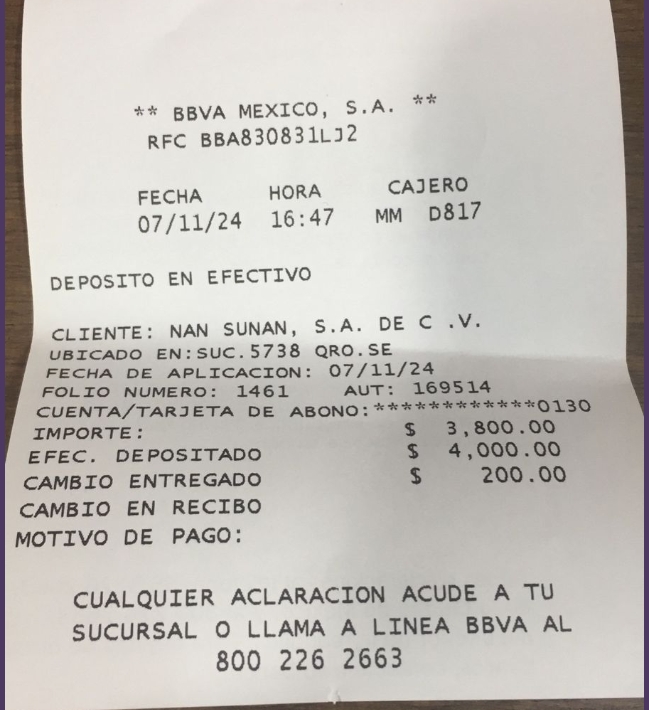 ** BBVA MEXICO, S.A. **
RFC BBA830831LJ2
FECHA HORA CAJERO
07/11/24 16:47 MM D817
DEPOSITO EN EFECTIVO
CLIENTE: NAN SUNAN, S.A. DE C .V.
UBICADO EN:SUC.5738 QRO.SE
FECHA DE APLICACION: 07/11/24
FOLIO NUMERO: 1461 AUT: 169514
CUENTA/TARJETA DE ABONO:************0130
IMPORTE: $ 3,800.00
EFEC. DEPOSITADO $ 4,000.00
CAMBIO ENTREGADO $ 200.00
CAMBIO EN RECIBO
MOTIVO DE PAGO:
CUALQUIER ACLARACION ACUDE A TU
SUCURSAL O LLAMA A LINEA BBVA AL
800 226 2663